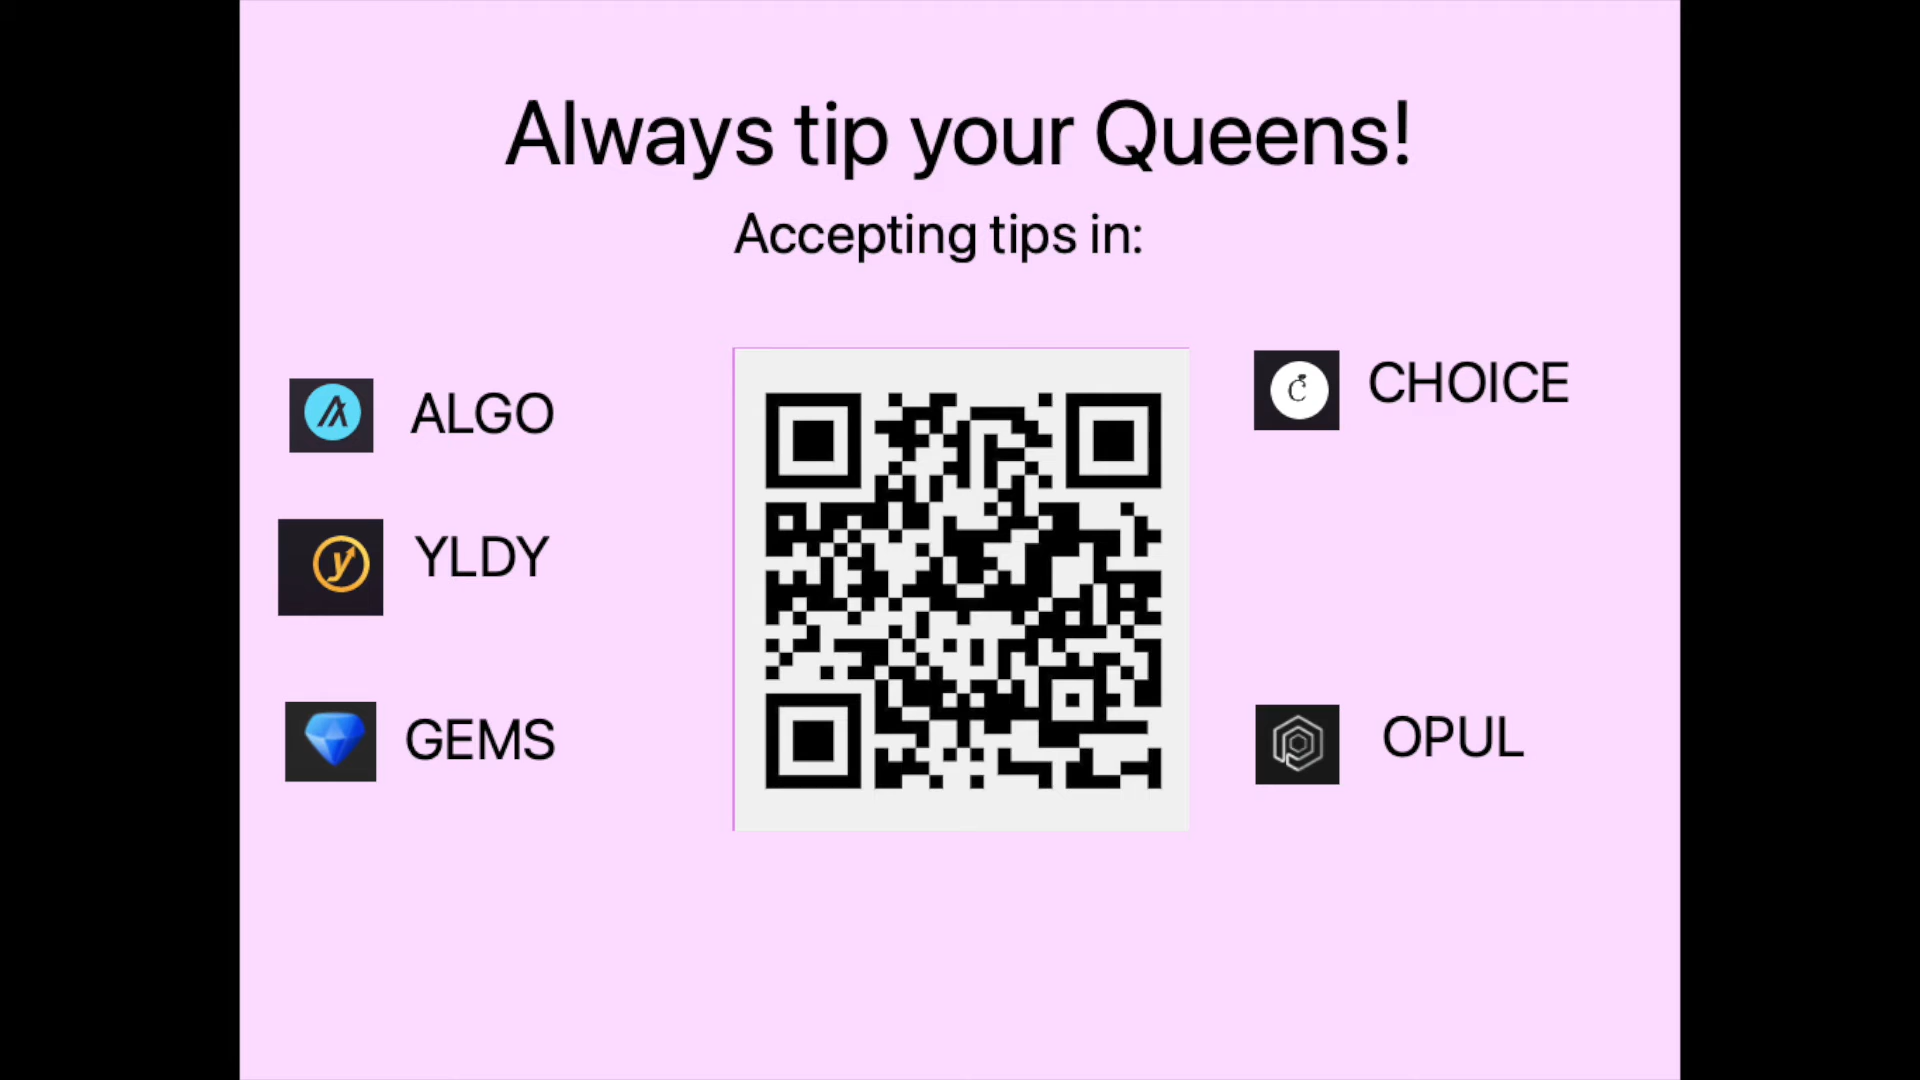 Always tip your Queens!
Accepting tips in:
ALGO
YLDY
GEMS
CHOICE
OPUL